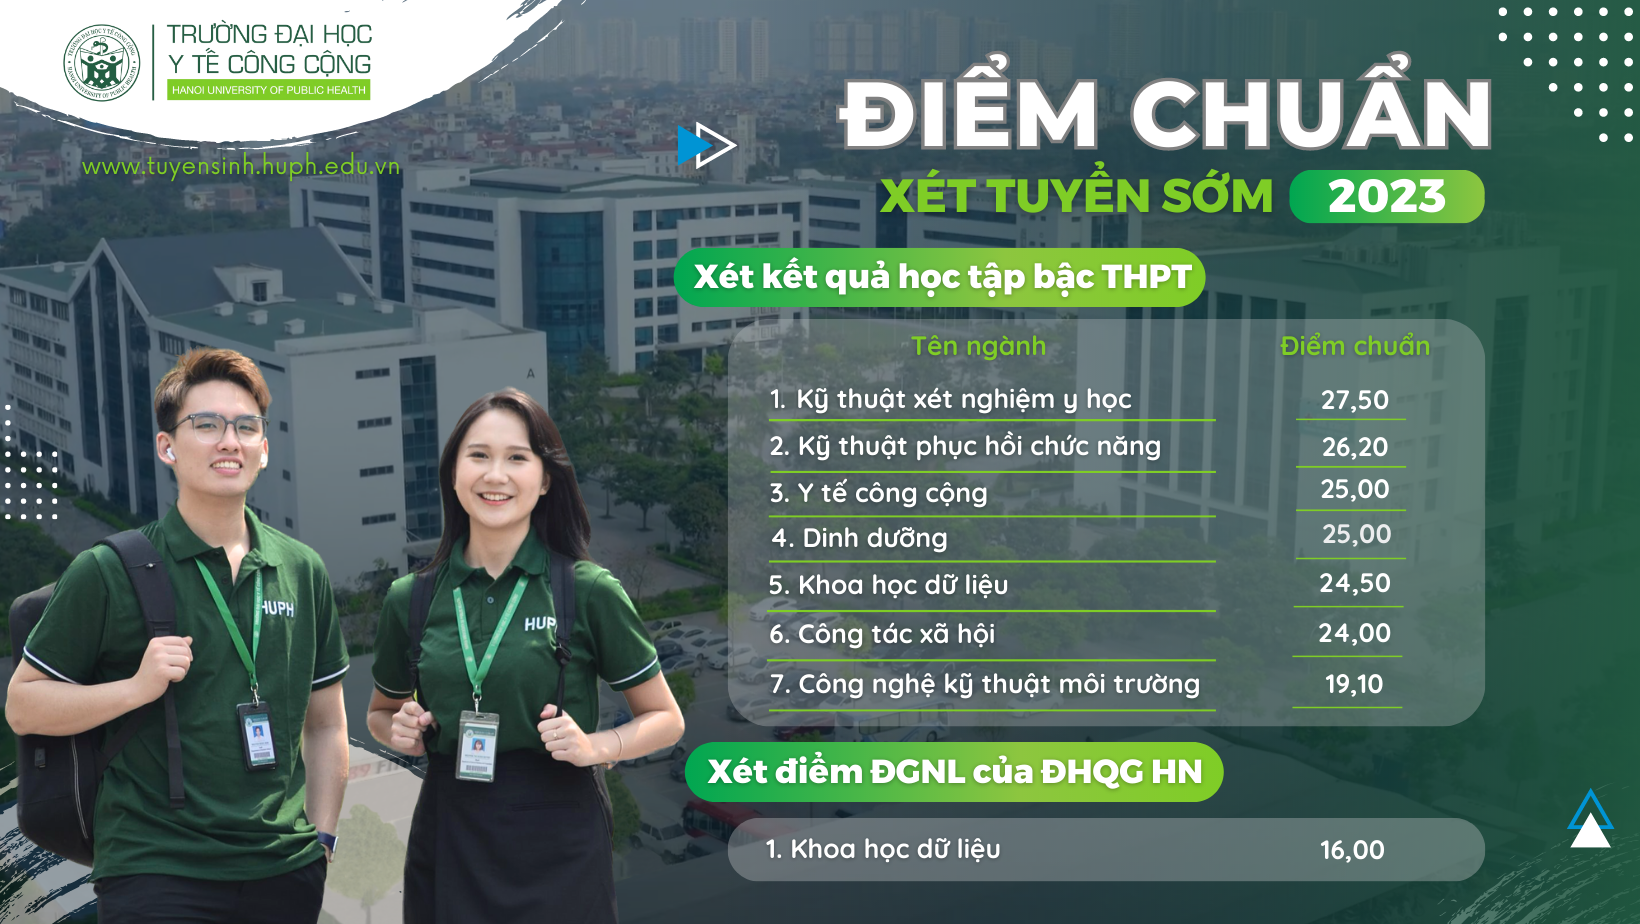 TRƯỜNG ĐẠI HỌC
Y TẾ CÔNG CỘNG
HANOI UNIVERSITY OF PUBLIC HEALTH
www.tuyensinh.huph.edu.vn
ĐIỂM CHUẨN
XÉT TUYỂN SỚM 2023
Xét kết quả học tập bậc THPT
Tên ngành Điểm chuẩn
1. Kỹ thuật xét nghiệm y học 27,50
2. Kỹ thuật phục hồi chức năng 26,20
3. Y tế công cộng 25,00
4. Dinh dưỡng 25,00
5. Khoa học dữ liệu 24,50
6. Công tác xã hội 24,00
7. Công nghệ kỹ thuật môi trường 19,10
Xét điểm ĐGNL của ĐHQG HN
1. Khoa học dữ liệu 16,00
HUPH
HUP
A